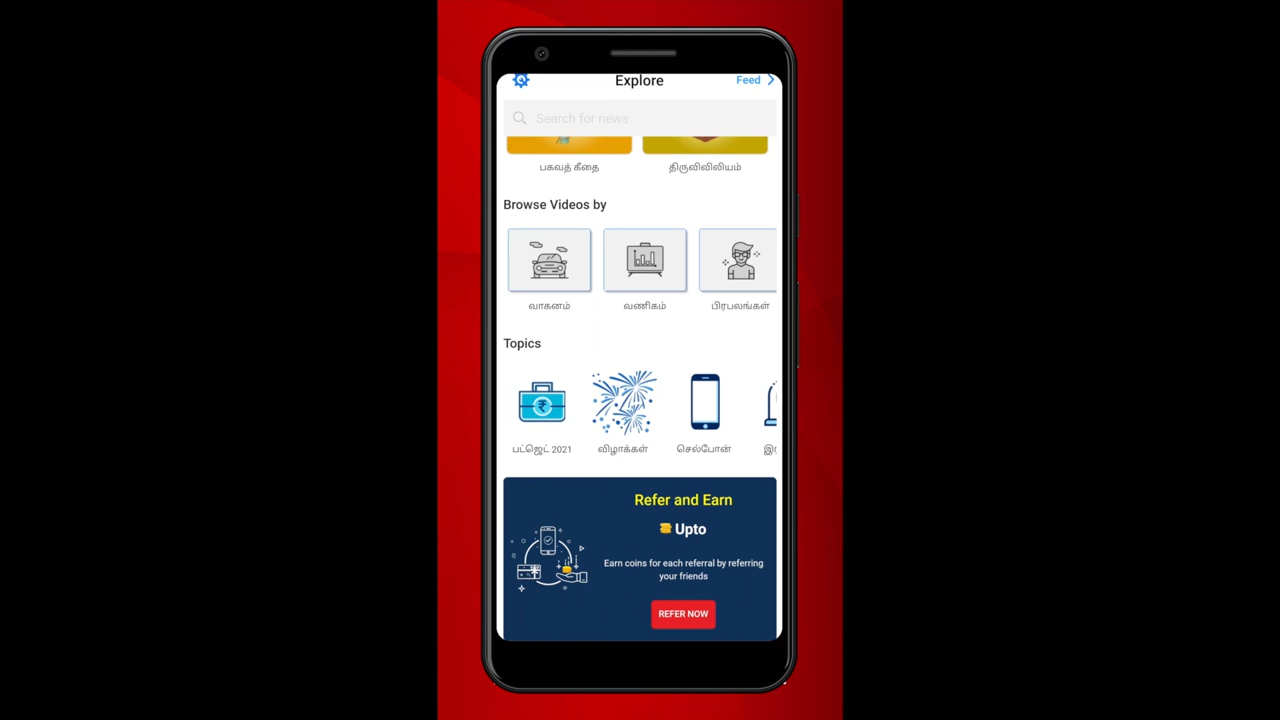 Explore
Feed
Search for news
பகவத் கீதை
திருவிவிலியம்
Browse Videos by
வாகனம்
வணிகம்
பிரபலங்கள்
Topics
பட்ஜெட் 2021
விழாக்கள்
செல்போன்
Refer and Earn
Upto
Earn coins for each referral by referring
your friends
REFER NOW